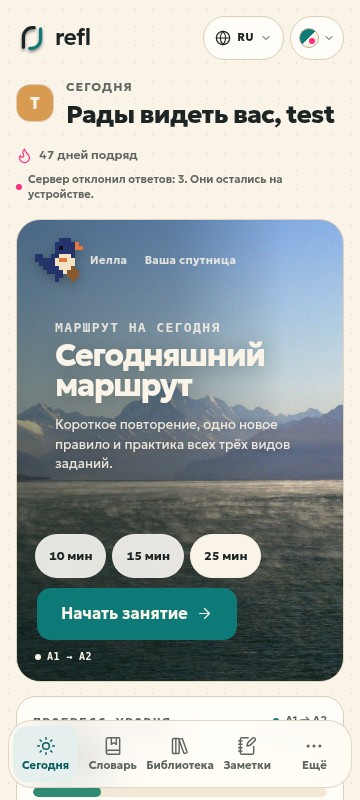 refl
RU
СЕГОДНЯ
T
Рады видеть вас, test
47 дней подряд
Сервер отклонил ответов: 3. Они остались на
устройстве.
Иелла Ваша спутница
МАРШРУТ НА СЕГОДНЯ
Сегодняшний
маршрут
Короткое повторение, одно новое
правило и практика всех трёх видов
заданий.
10 мин 15 мин 25 мин
Начать занятие →
A1 → A2
Сегодня Словарь Библиотека Заметки Ещё